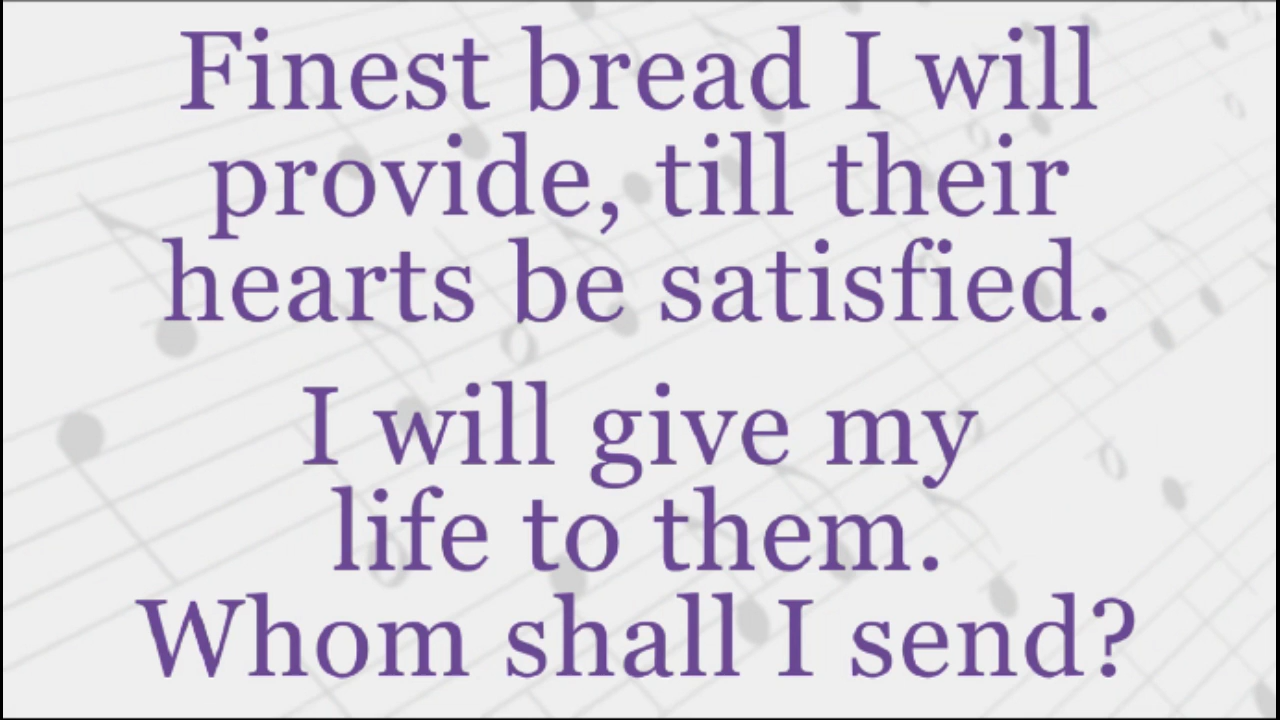 Finest bread I will
provide, till their
hearts be satisfied.
I will give my
life to them.
Whom shall I send?